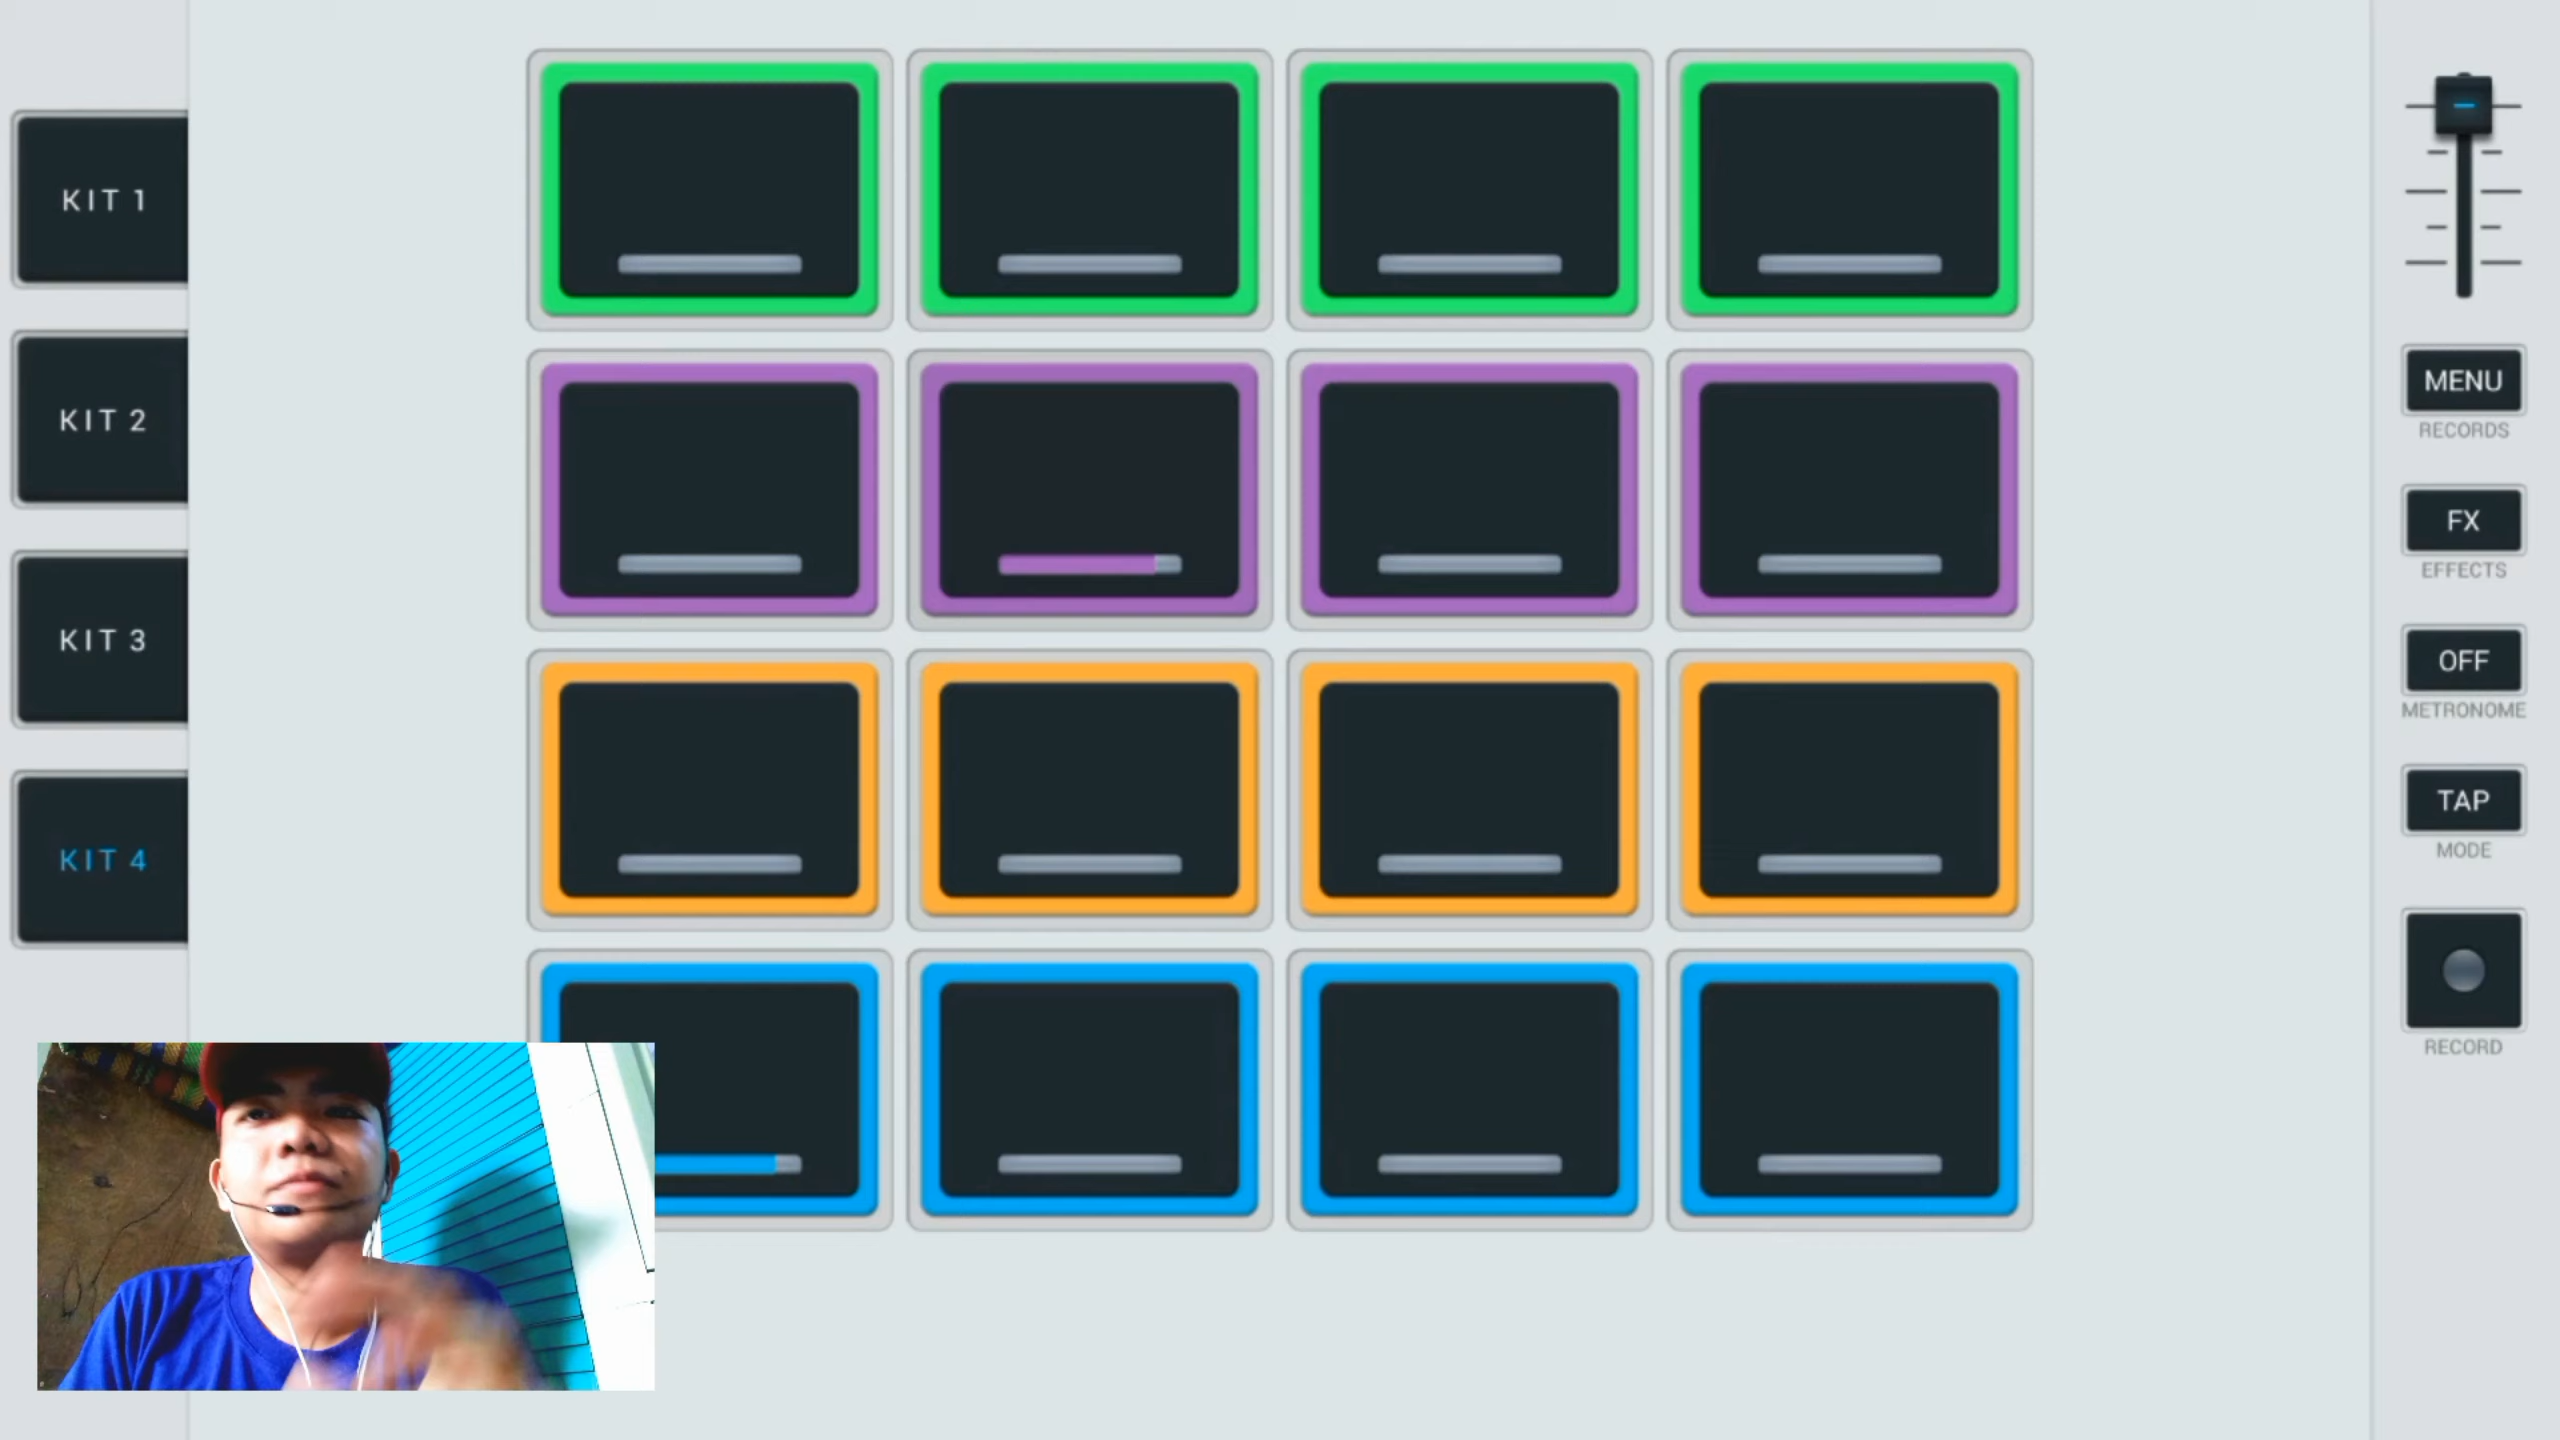 KIT 1
KIT 2
KIT 3
KIT 4
MENU
RECORDS
FX
EFFECTS
OFF
METRONOME
TAP
MODE
RECORD